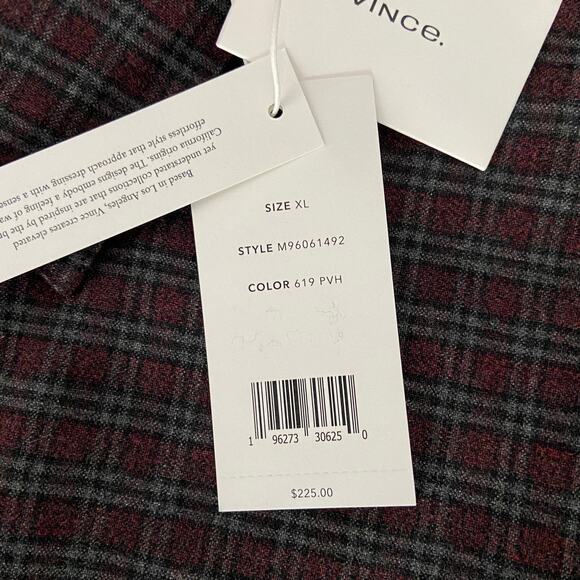 VINCE.
Based in Los Angeles, Vince creates elevated
yet understated collections that are inspired by the
California origins. The designs embody a feeling of
effortless style that approach dressing with a sense
SIZE XL
STYLE M96061492
COLOR 619 PVH
1 96273 30625 0
$225.00